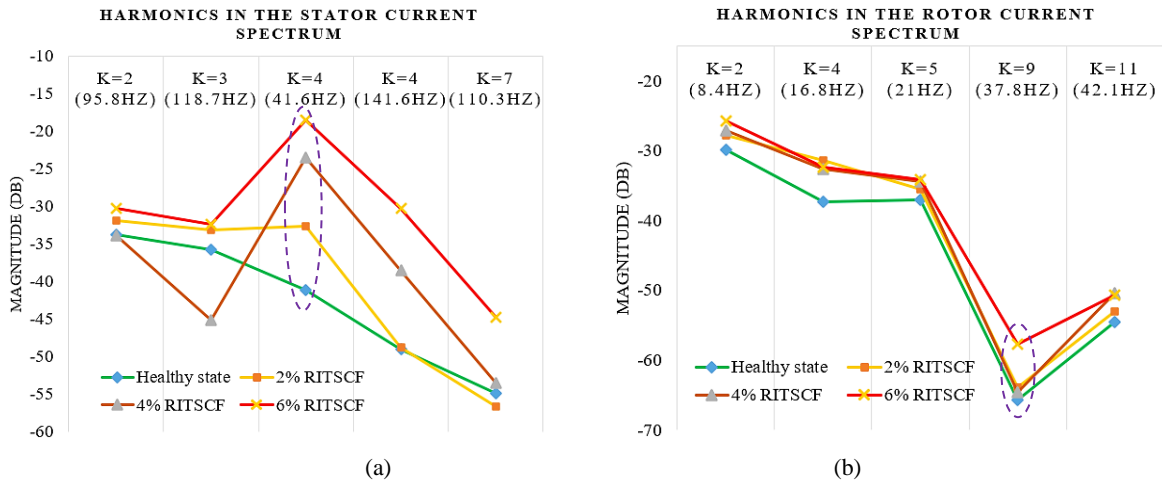 HARMONICS IN THE STATOR CURRENT
SPECTRUM
MAGNITUDE (DB)
-10
-15
-20
-25
-30
-35
-40
-45
-50
-55
-60
K=2
(95.8HZ)
K=3
(118.7HZ)
K=4
(41.6HZ)
K=4
(141.6HZ)
K=7
(110.3HZ)
Healthy state
2% RITSCF
4% RITSCF
6% RITSCF
(a)
HARMONICS IN THE ROTOR CURRENT
SPECTRUM
MAGNITUDE (DB)
-20
-30
-40
-50
-60
-70
K=2
(8.4HZ)
K=4
(16.8HZ)
K=5
(21HZ)
K=9
(37.8HZ)
K=11
(42.1HZ)
Healthy state
2% RITSCF
4% RITSCF
6% RITSCF
(b)